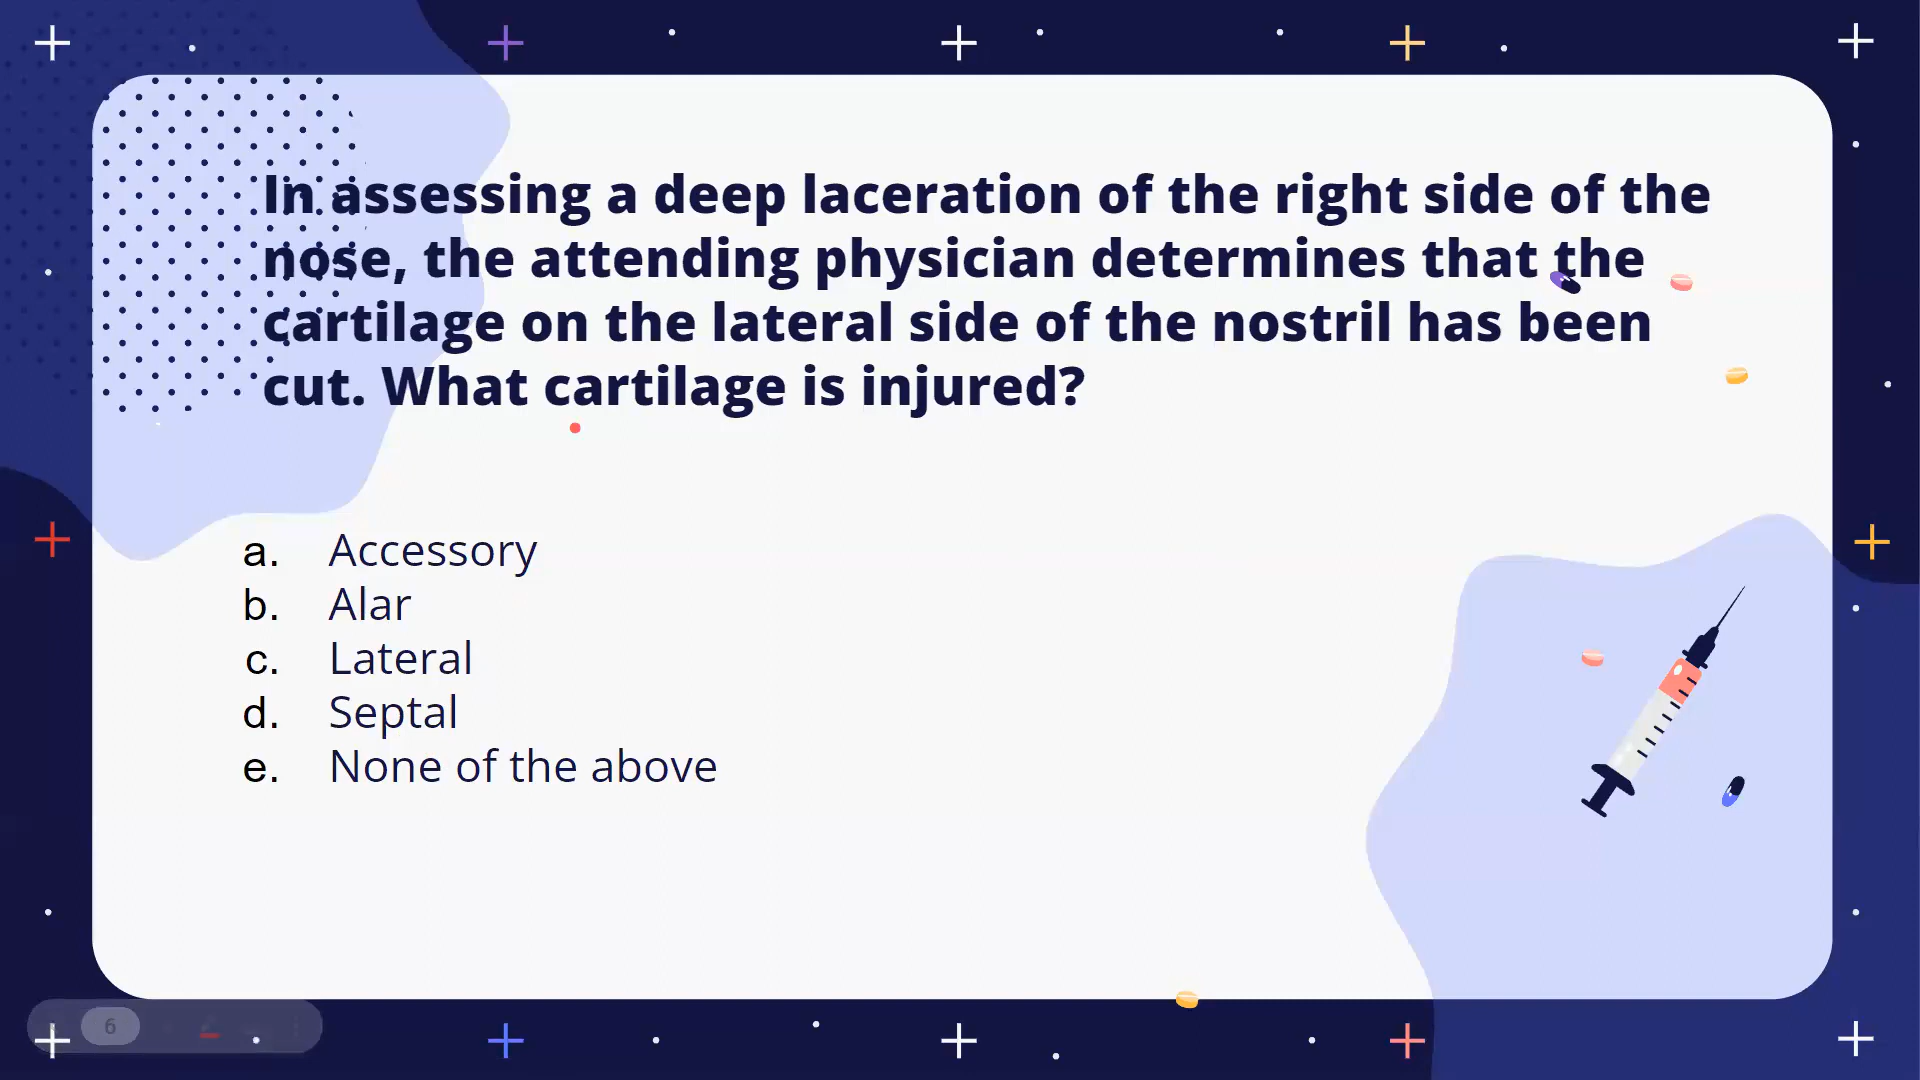 In assessing a deep laceration of the right side of the
nose, the attending physician determines that the
cartilage on the lateral side of the nostril has been
cut. What cartilage is injured?
a. Accessory
b. Alar
c. Lateral
d. Septal
e. None of the above
6